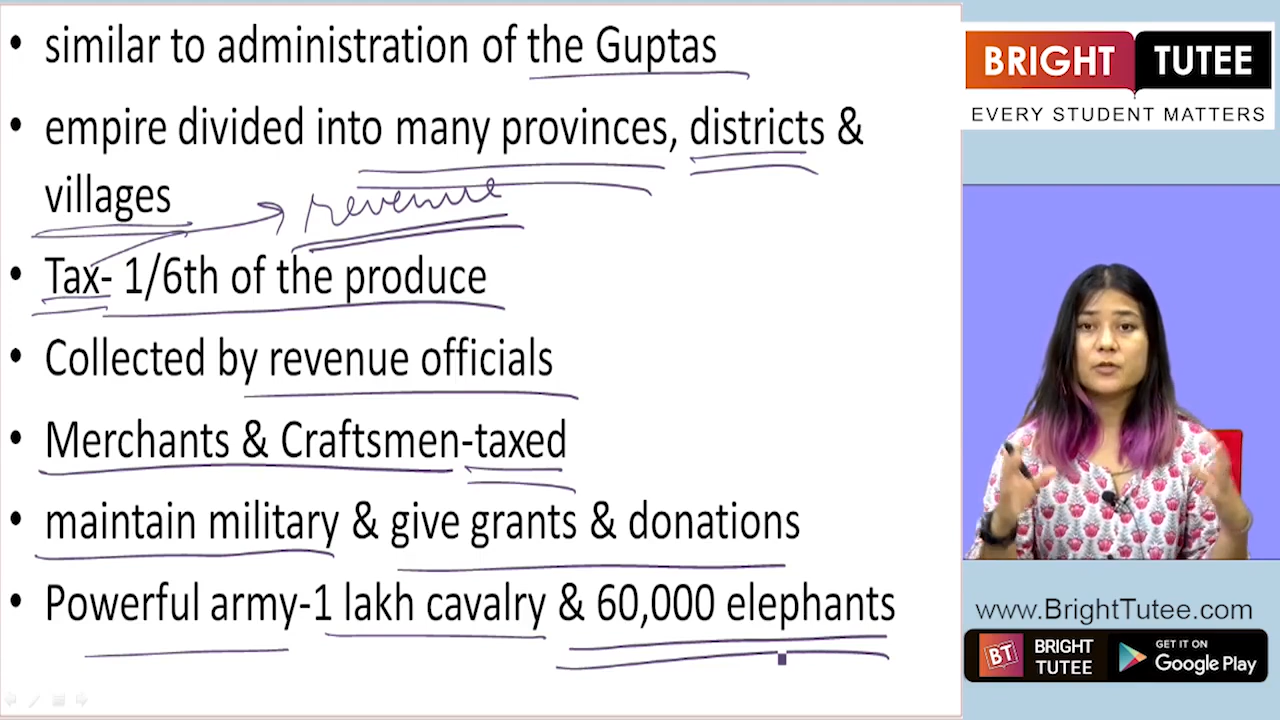 • similar to administration of the Guptas
• empire divided into many provinces, districts &
villages
revenue
• Tax- 1/6th of the produce
• Collected by revenue officials
• Merchants & Craftsmen-taxed
• maintain military & give grants & donations
• Powerful army-1 lakh cavalry & 60,000 elephants
BRIGHT TUTEE
EVERY STUDENT MATTERS
www.BrightTutee.com
BT BRIGHT TUTEE
GET IT ON
Google Play